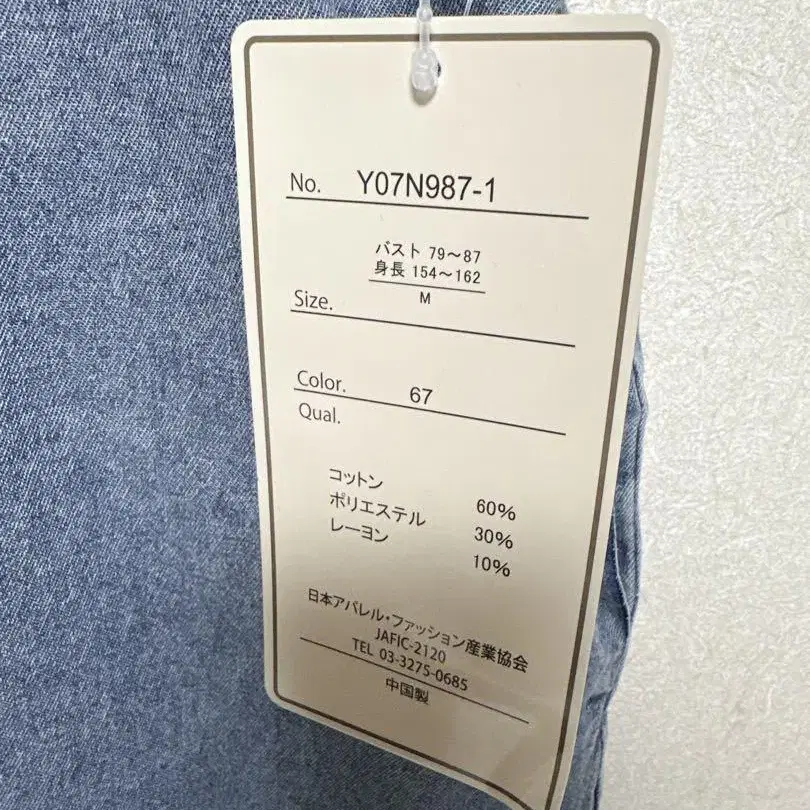 No. Y07N987-1
バスト 79～87
身長 154～162
M
Size.
Color. 67
Qual.
コットン 60%
ポリエステル 30%
レーヨン 10%
日本アパレル・ファッション産業協会
JAFIC-2120
TEL 03-3275-0685
中国製